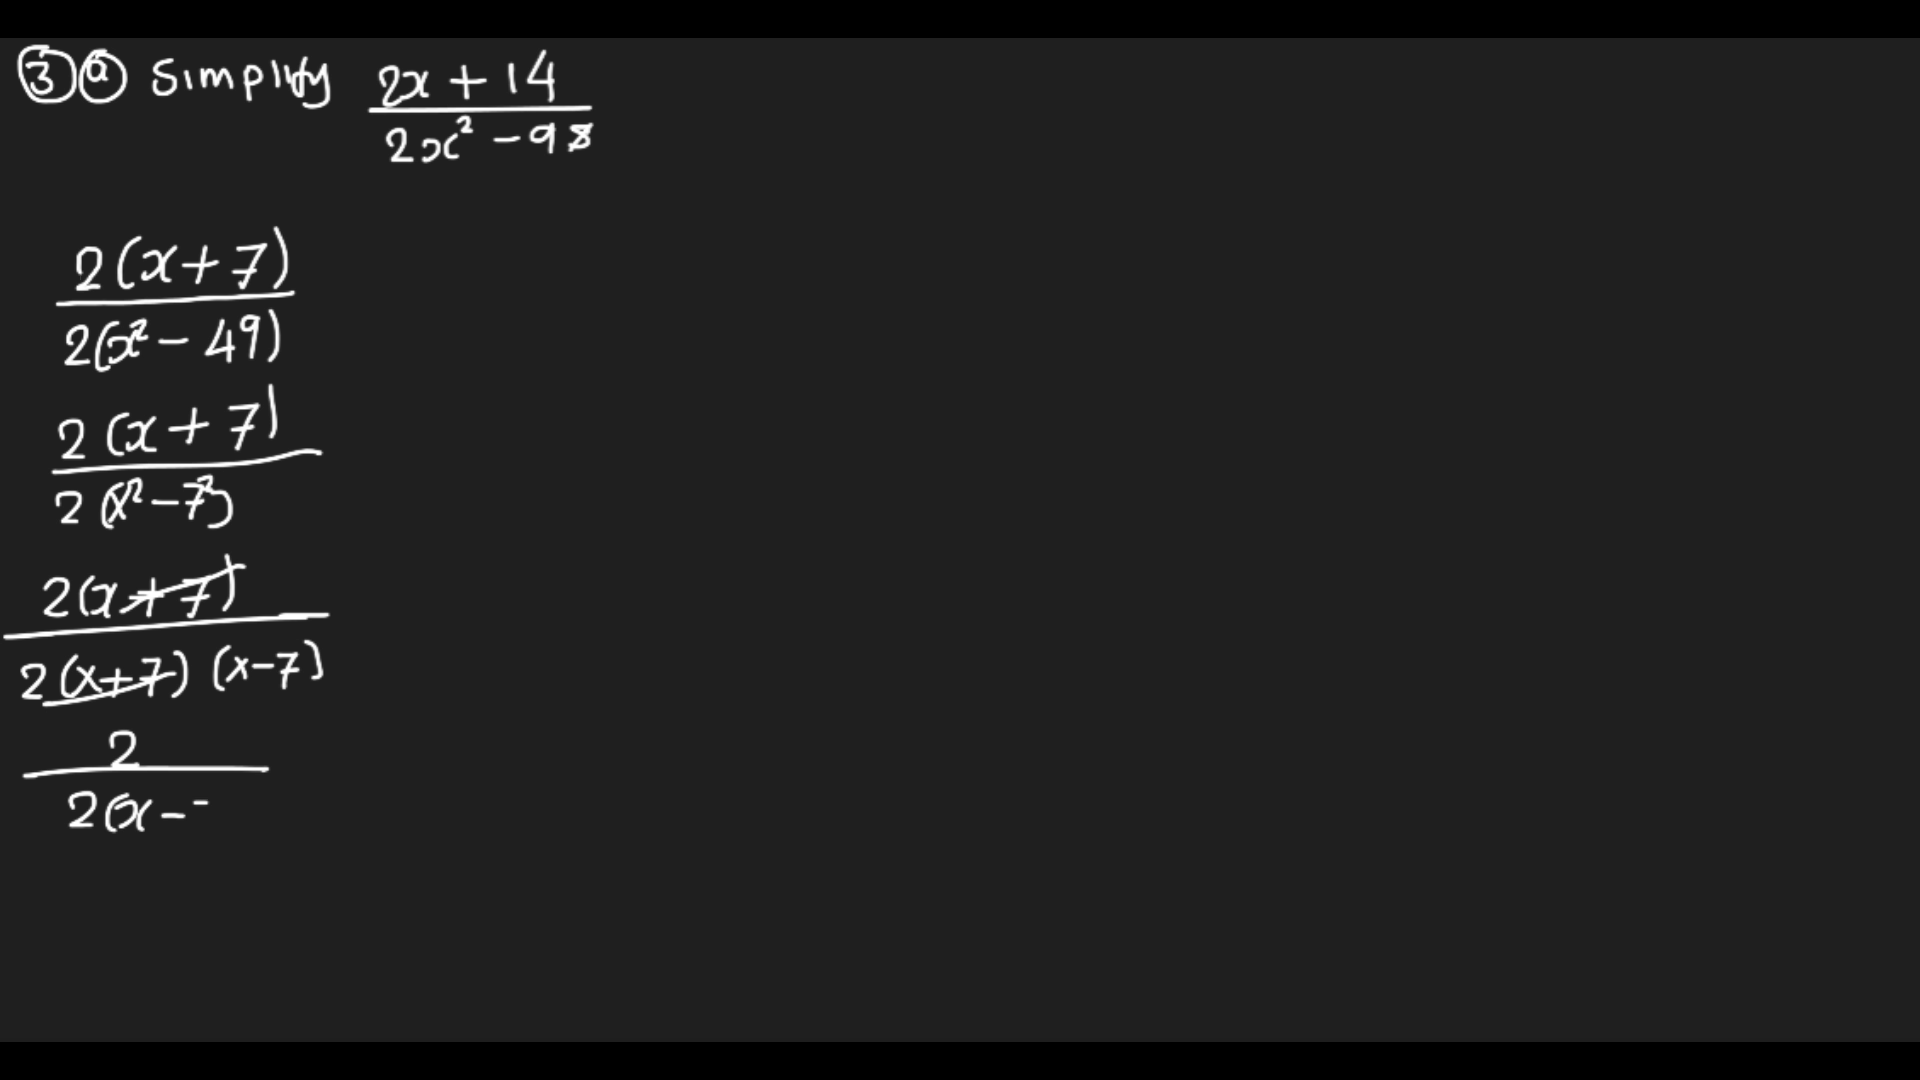 ③ⓐ Simplify 2x + 14
2x² - 98
2(x+7)
2(x² - 49)
2(x+7)
2(x² - 7²)
2(x+7)
2(x+7)(x-7)
2
2(x -